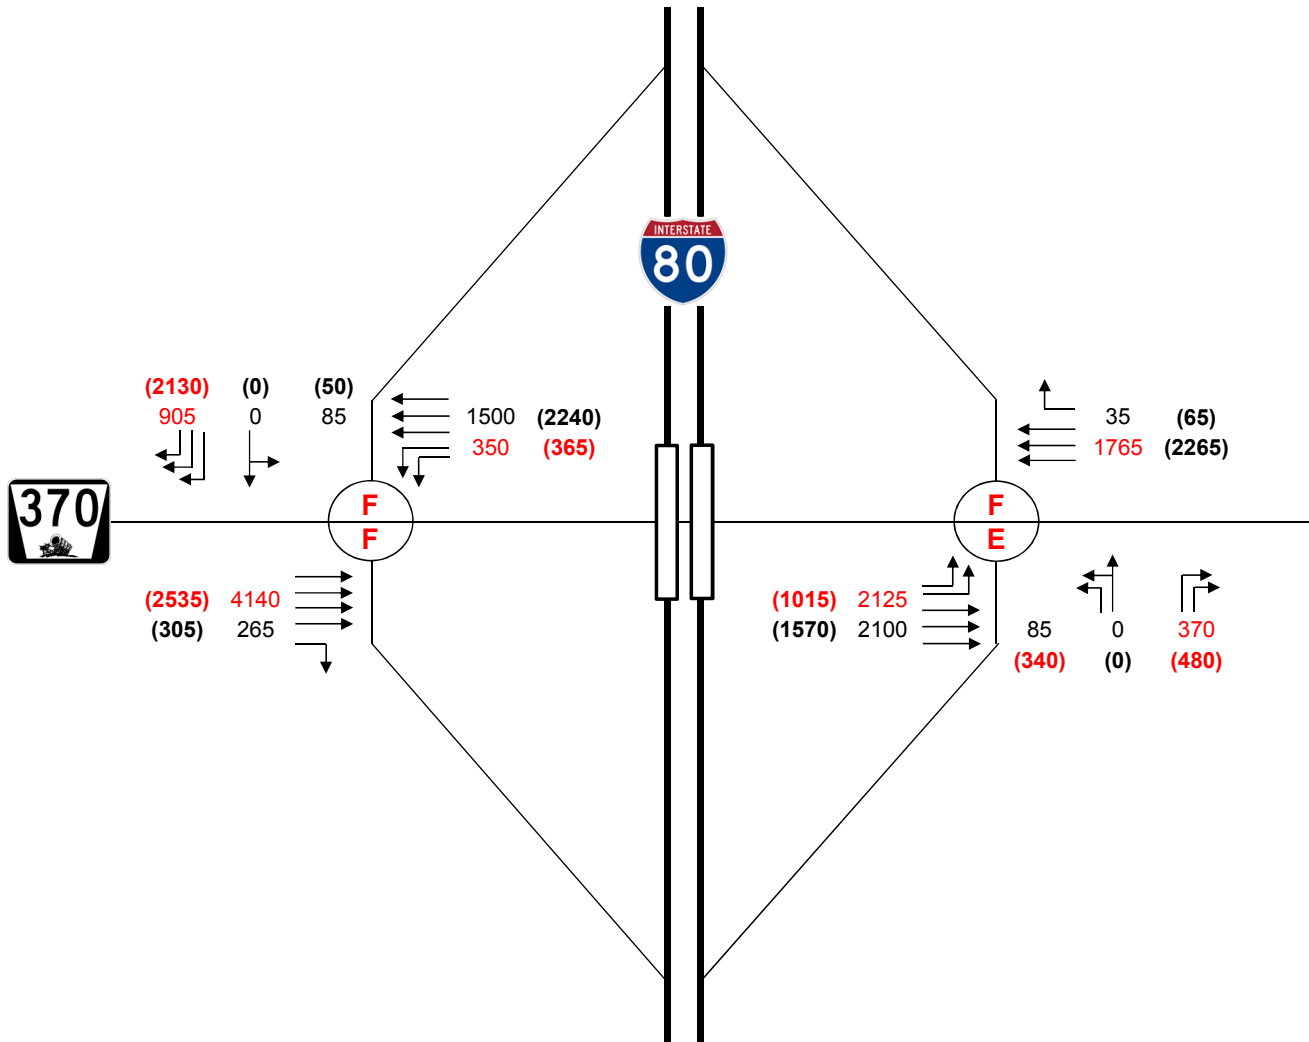 INTERSTATE
80
(2130) (0) (50)
905 0 85
1500 (2240)
350 (365)
35 (65)
1765 (2265)
370
F
F
F
E
(2535) 4140
(305) 265
(1015) 2125
(1570) 2100
85 0 370
(340) (0) (480)